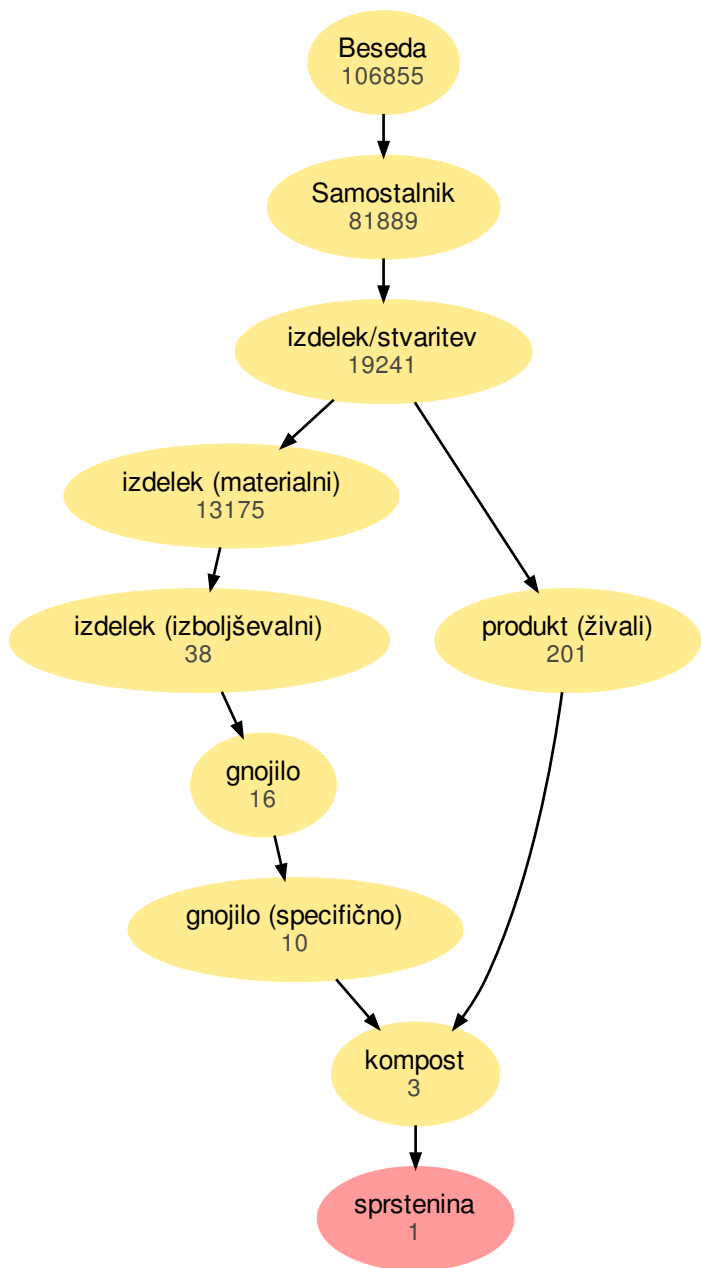 Beseda
106855
Samostalnik
81889
izdelek/stvaritev
19241
izdelek (materialni)
13175
izdelek (izboljševalni)
38
produkt (živali)
201
gnojilo
16
gnojilo (specifično)
10
kompost
3
sprstenina
1